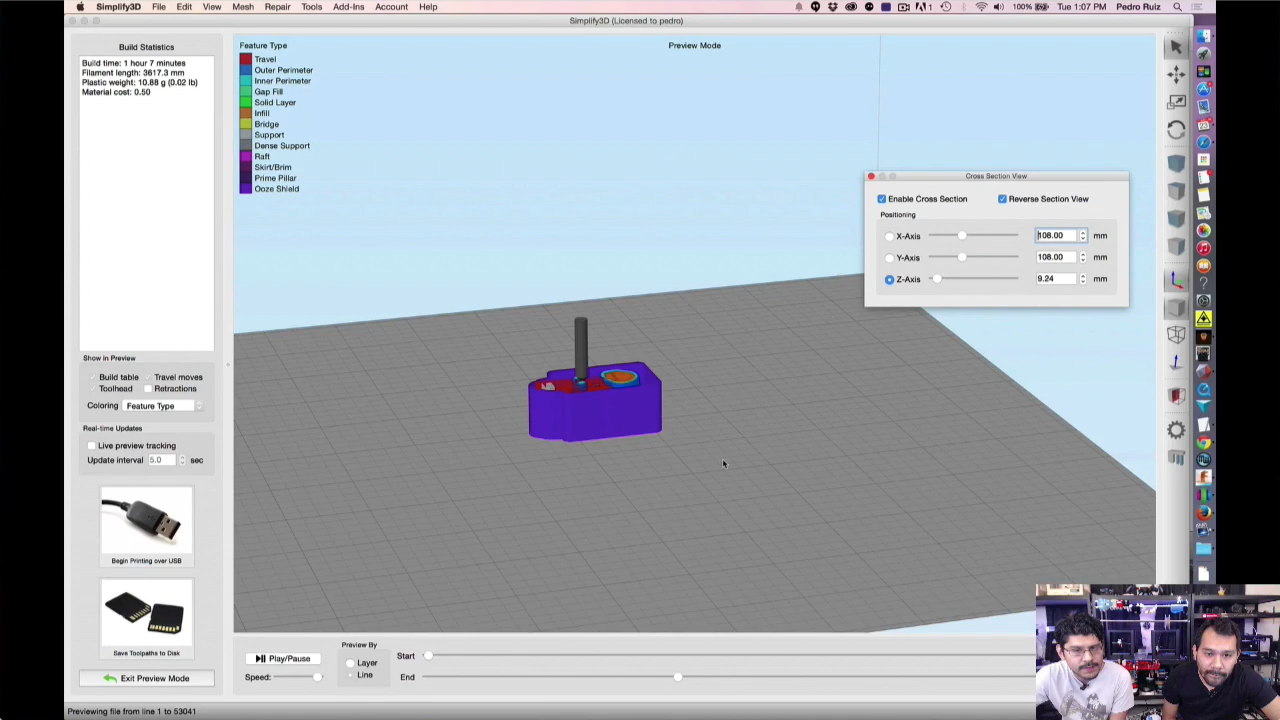 Simplify3D File Edit View Mesh Repair Tools Add-Ins Account Help
100% Tue 1:07 PM Pedro Ruiz
Simplify3D (Licensed to pedro)
Build Statistics
Build time: 1 hour 7 minutes
Filament length: 3617.3 mm
Plastic weight: 10.88 g (0.02 lb)
Material cost: 0.50
Show in Preview
Build table Travel moves
Toolhead Retractions
Coloring Feature Type
Real-time Updates
Live preview tracking
Update interval 5.0 sec
Begin Printing over USB
Save Toolpaths to Disk
Exit Preview Mode
Feature Type
Travel
Outer Perimeter
Inner Perimeter
Gap Fill
Solid Layer
Infill
Bridge
Support
Dense Support
Raft
Skirt/Brim
Prime Pillar
Ooze Shield
Preview Mode
Cross Section View
Enable Cross Section Reverse Section View
Positioning
X-Axis 108.00 mm
Y-Axis 108.00 mm
Z-Axis 9.24 mm
Play/Pause
Speed:
Preview By
Layer
Line
Start
End
Previewing file from line 1 to 53041